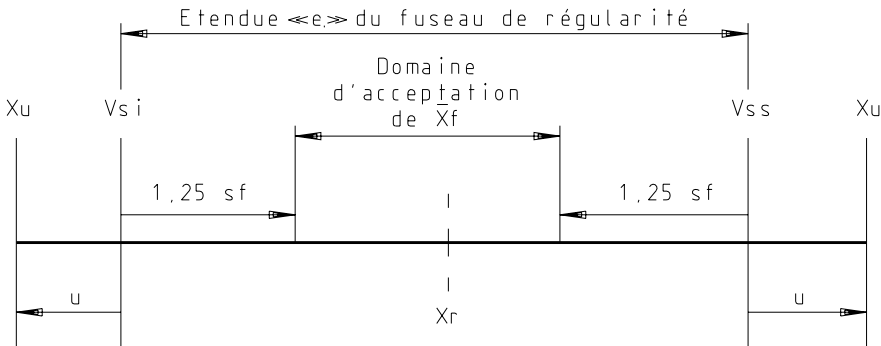 Etendue «e.» du fuseau de régularité
Domaine
d'acceptation
de X̄f
Xu
Vsi
Vss
Xu
1,25 sf
1,25 sf
u
u
Xr